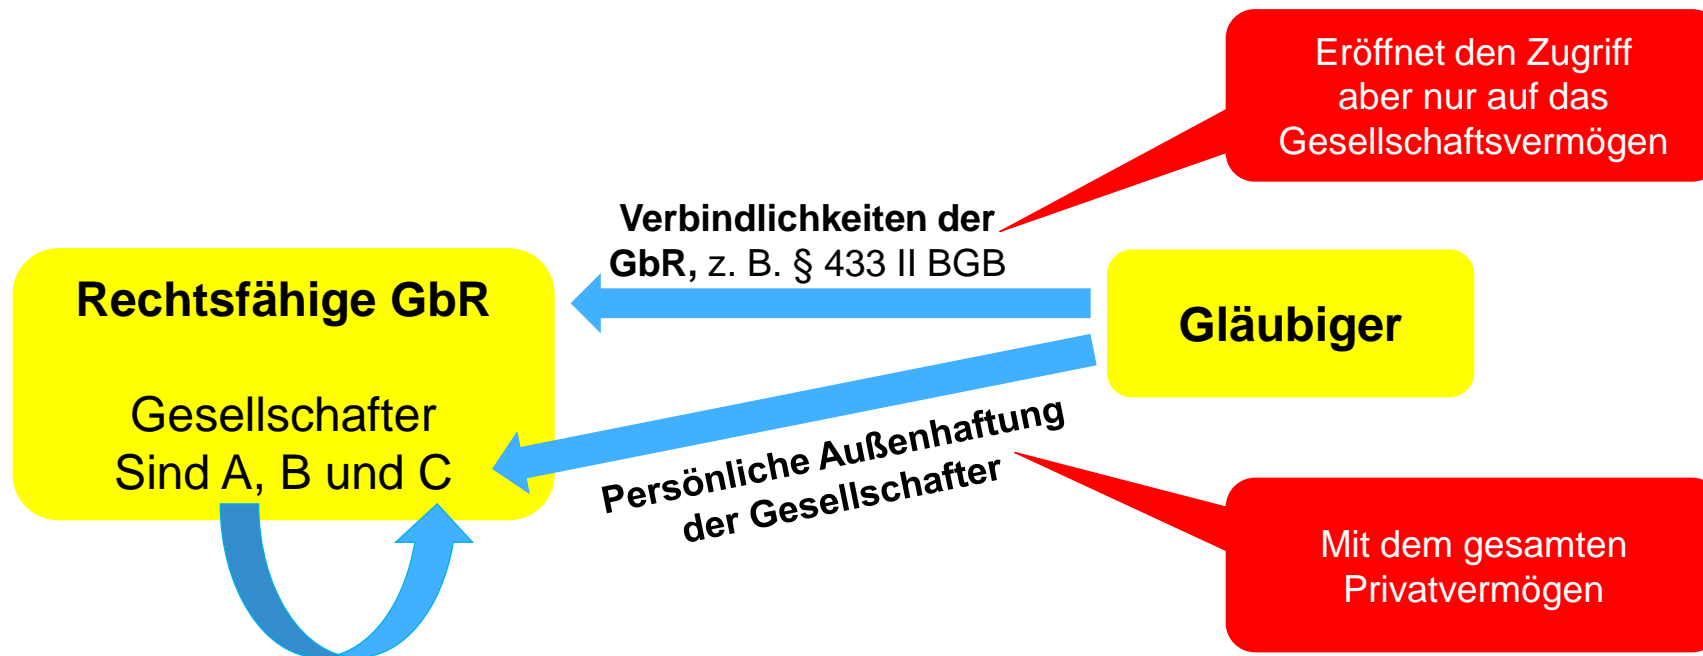 Eröffnet den Zugriff
aber nur auf das
Gesellschaftsvermögen
Verbindlichkeiten der
GbR, z. B. § 433 II BGB
Rechtsfähige GbR
Gesellschafter
Sind A, B und C
Gläubiger
Persönliche Außenhaftung
der Gesellschafter
Mit dem gesamten
Privatvermögen